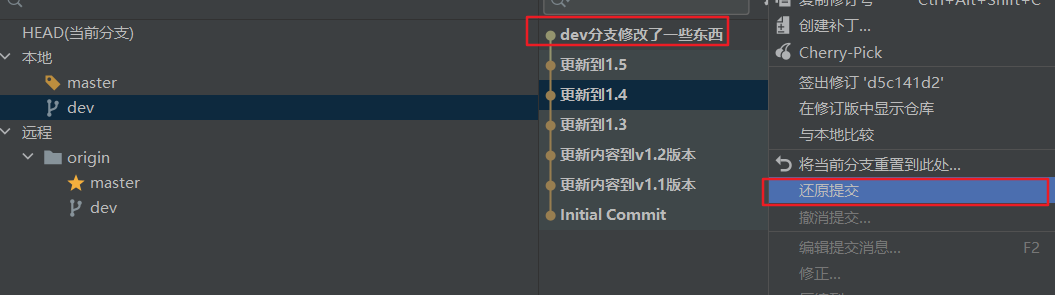 HEAD(当前分支)
本地
master
dev
远程
origin
master
dev
dev分支修改了一些东西
更新到1.5
更新到1.4
更新到1.3
更新内容到v1.2版本
更新内容到v1.1版本
Initial Commit
复制修订号 Ctrl+Alt+Shift+C
创建补丁...
Cherry-Pick
签出修订 'd5c141d2'
在修订版中显示仓库
与本地比较
将当前分支重置到此处...
还原提交
撤消提交...
编辑提交消息... F2
修正...